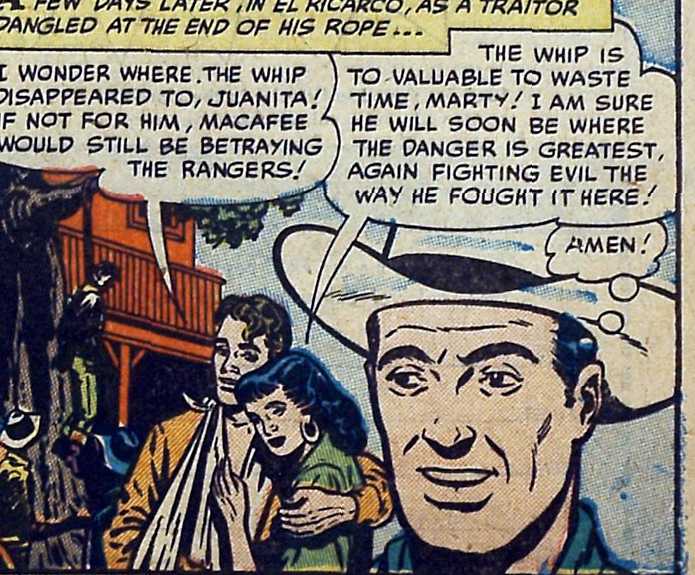 A FEW DAYS LATER, IN EL RICARCO, AS A TRAITOR
DANGLED AT THE END OF HIS ROPE...
I WONDER WHERE THE WHIP
DISAPPEARED TO, JUANITA!
IF NOT FOR HIM, MACAFEE
WOULD STILL BE BETRAYING
THE RANGERS!
THE WHIP IS
TO VALUABLE TO WASTE
TIME, MARTY! I AM SURE
HE WILL SOON BE WHERE
THE DANGER IS GREATEST,
AGAIN FIGHTING EVIL THE
WAY HE FOUGHT IT HERE!
AMEN!